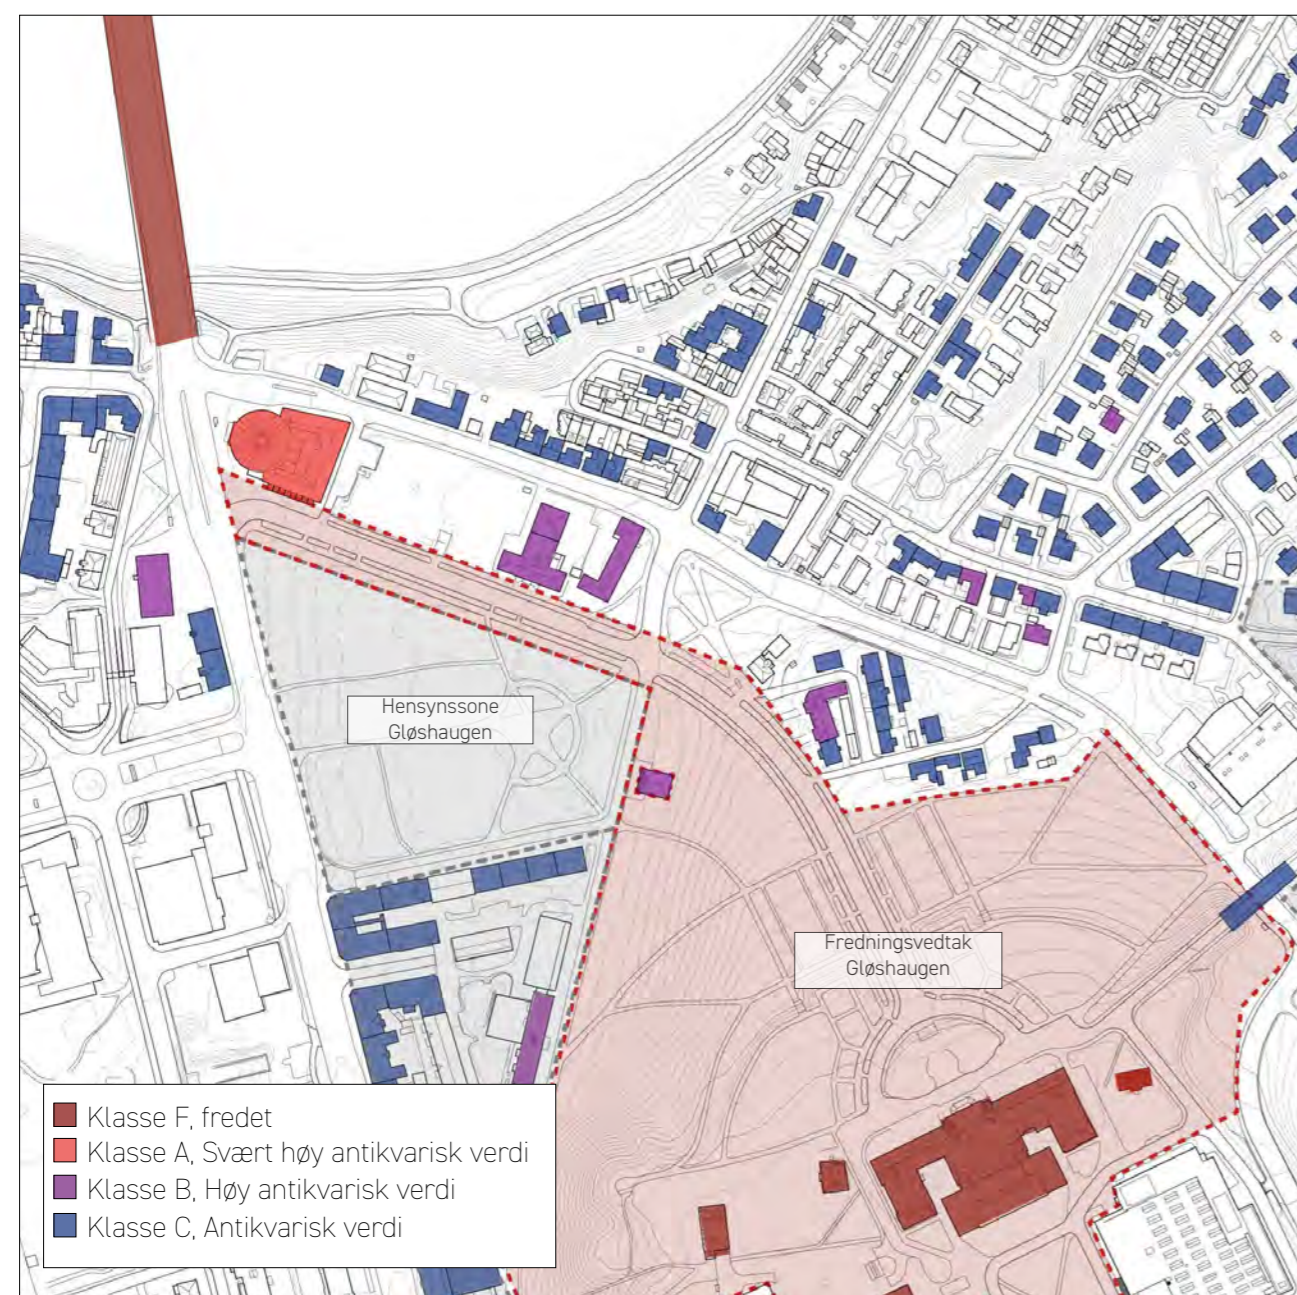 Hensynssone
Gløshaugen
Fredningsvedtak
Gløshaugen
Klasse F, fredet
Klasse A, Svært høy antikvarisk verdi
Klasse B, Høy antikvarisk verdi
Klasse C, Antikvarisk verdi